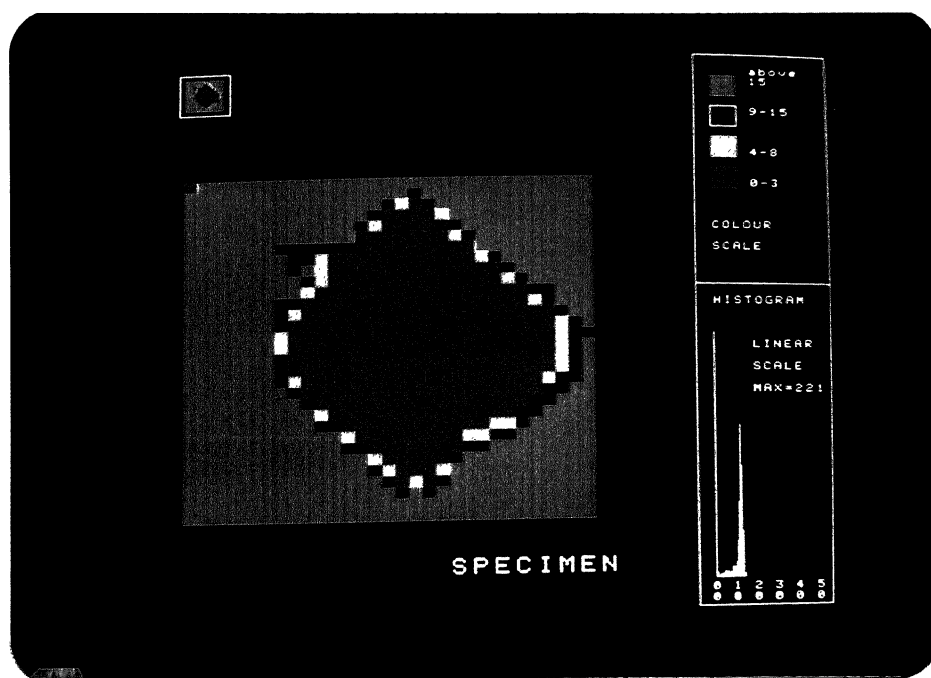 above
15
9-15
4-8
0-3
COLOUR
SCALE
HISTOGRAM
LINEAR
SCALE
MAX=221
0 1 2 3 4 5
0 0 0 0 0
SPECIMEN